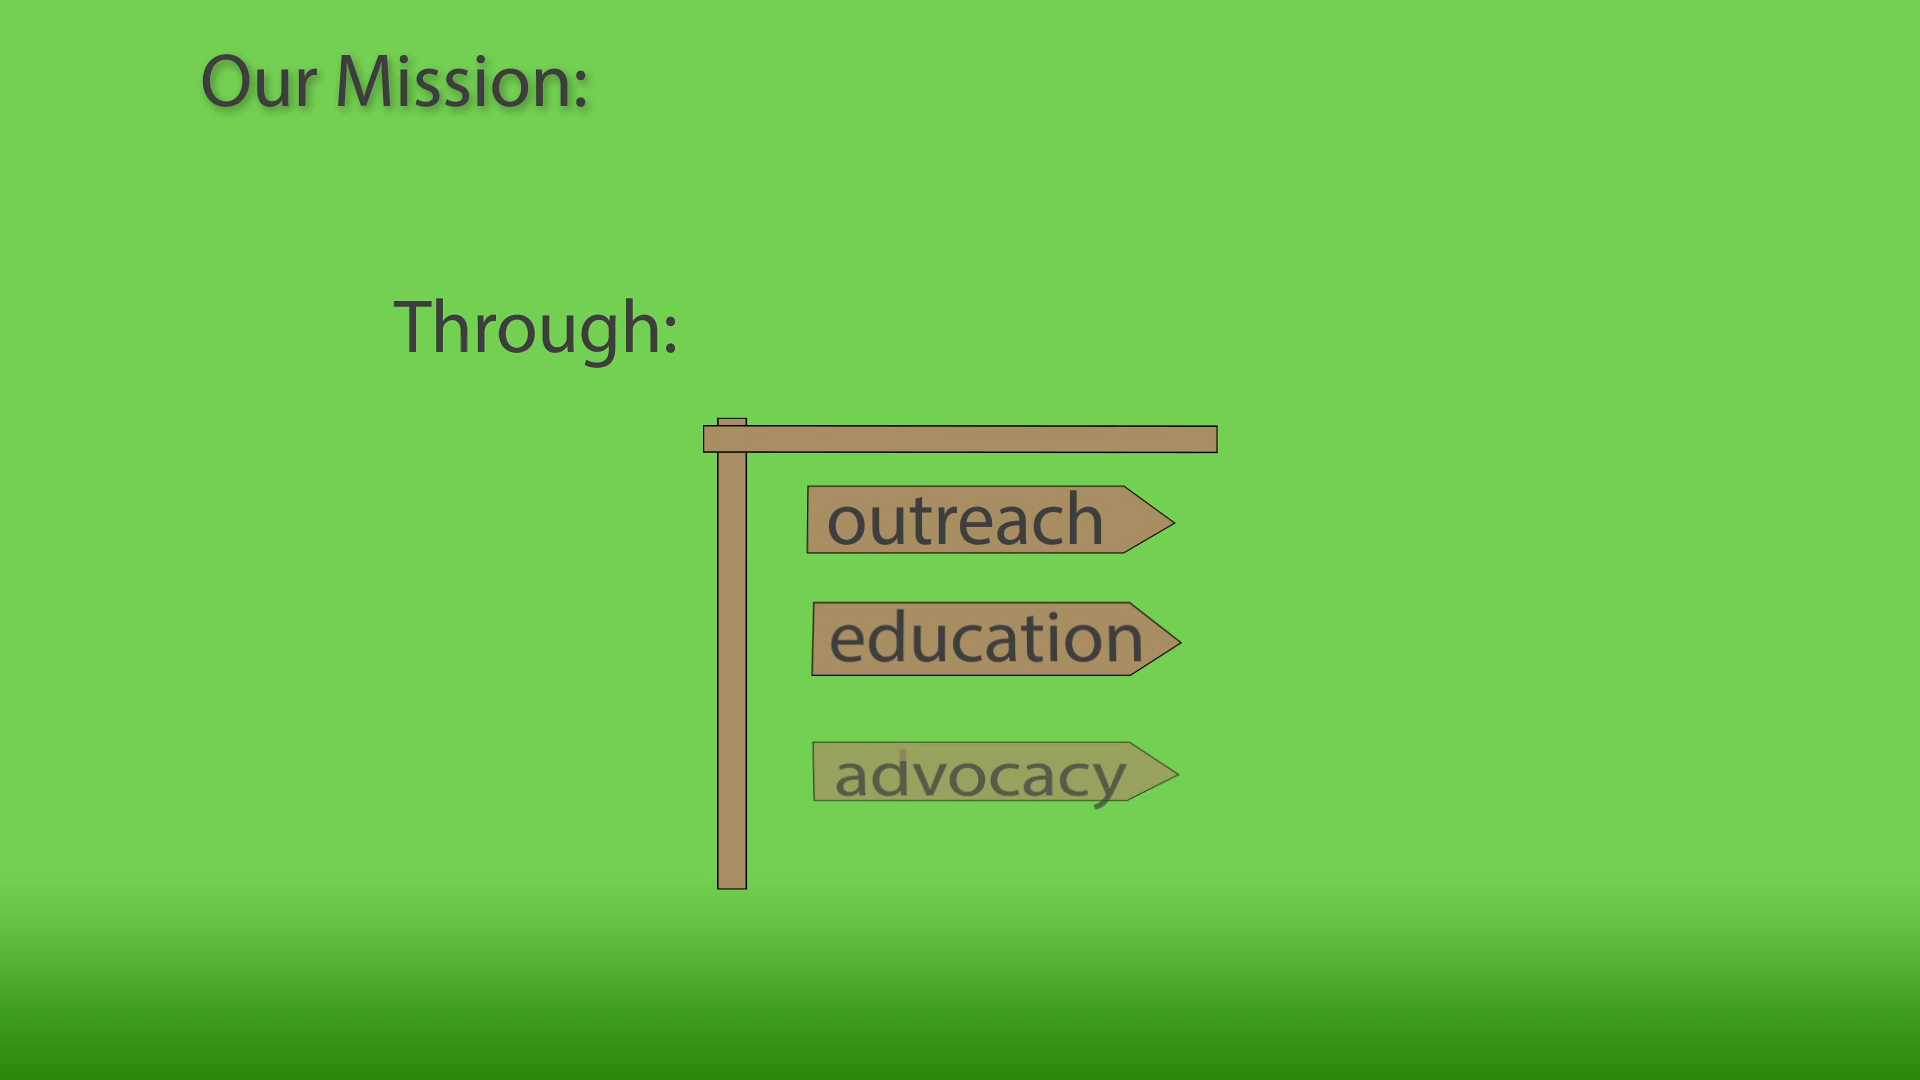 Our Mission:
Through:
outreach
education
advocacy